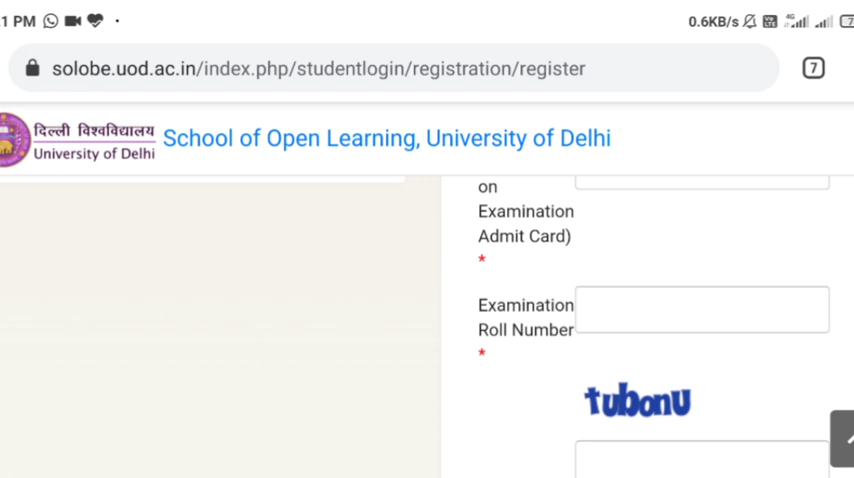 1 PM
0.6KB/s 4G
solobe.uod.ac.in/index.php/studentlogin/registration/register
7
दिल्ली विश्वविद्यालय
University of Delhi
School of Open Learning, University of Delhi
on
Examination
Admit Card)
*
Examination
Roll Number
*
tubonu